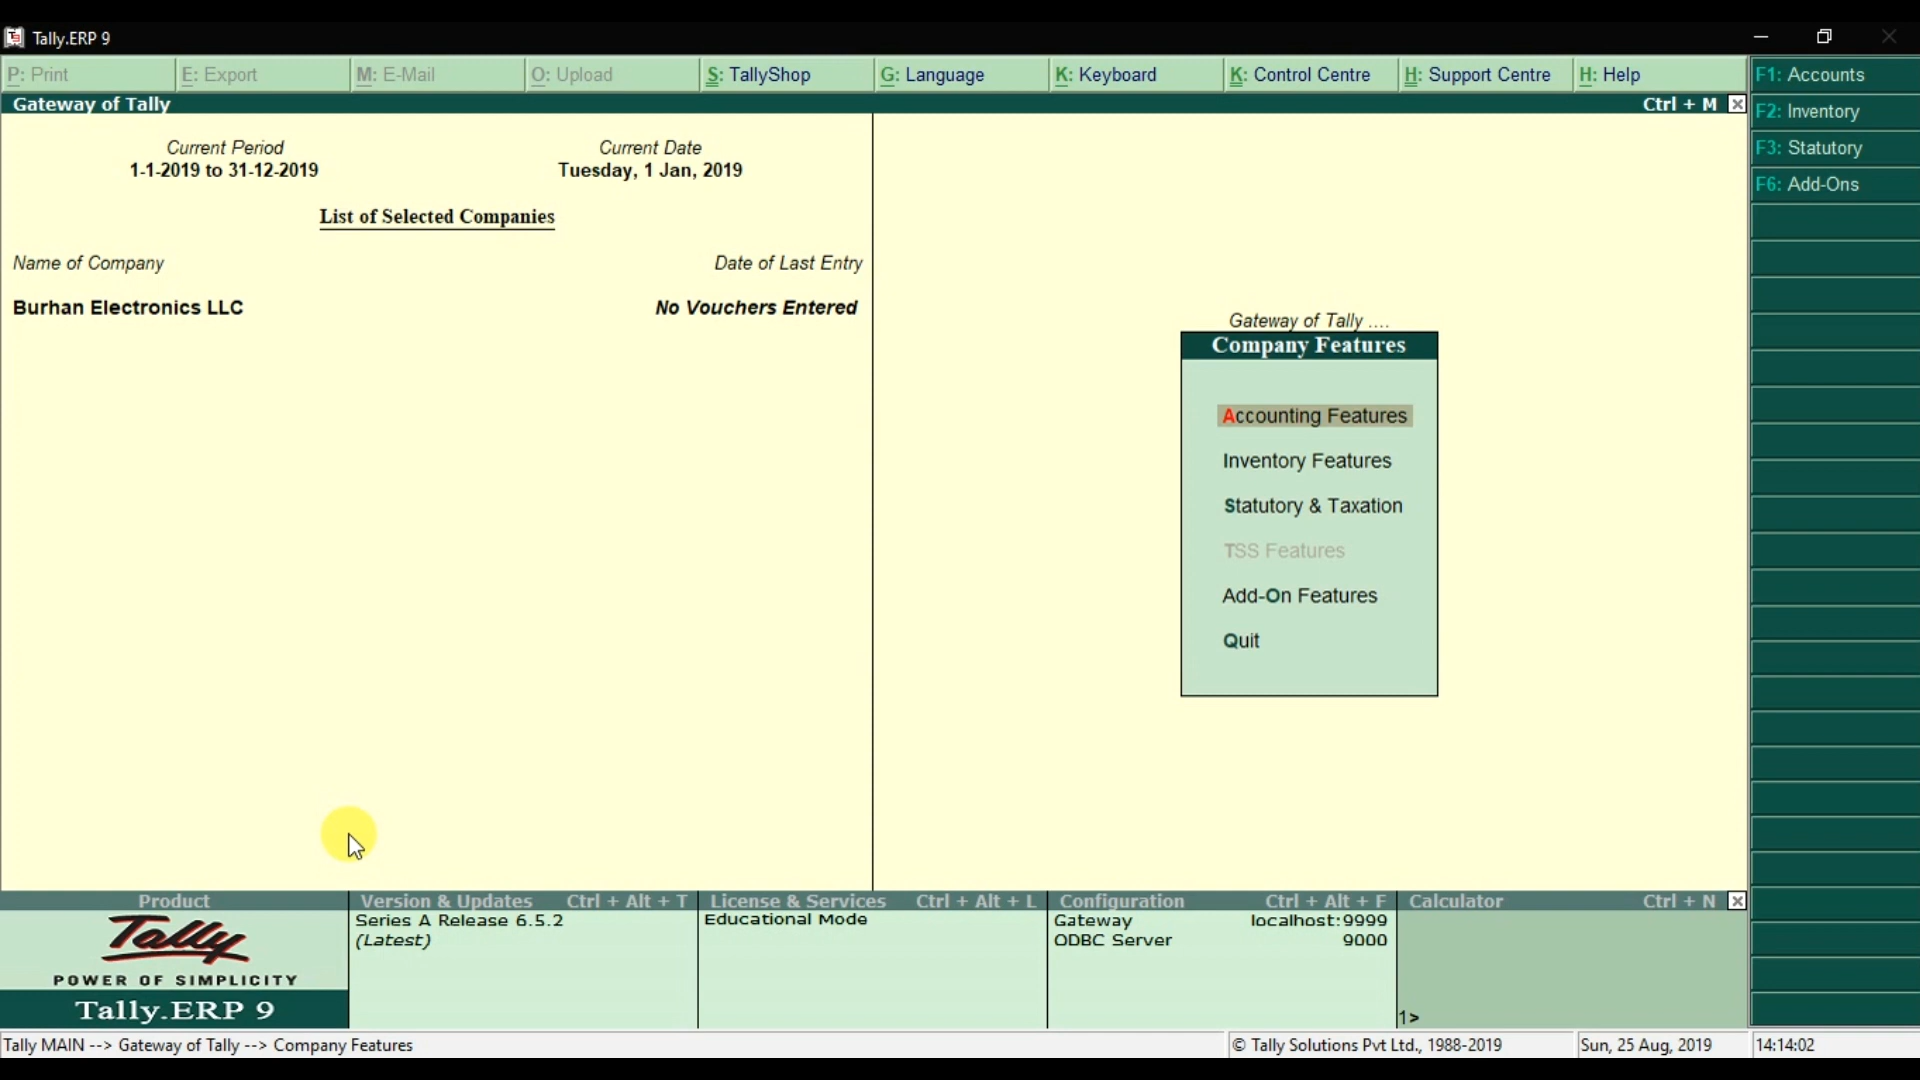 Tally.ERP 9
P: Print E: Export M: E-Mail O: Upload S: TallyShop G: Language K: Keyboard K: Control Centre H: Support Centre H: Help
F1: Accounts
F2: Inventory
F3: Statutory
F6: Add-Ons
Gateway of Tally Ctrl + M
Current Period Current Date
1-1-2019 to 31-12-2019 Tuesday, 1 Jan, 2019
List of Selected Companies
Name of Company Date of Last Entry
Burhan Electronics LLC No Vouchers Entered
Gateway of Tally ....
Company Features
Accounting Features
Inventory Features
Statutory & Taxation
TSS Features
Add-On Features
Quit
Product
Tally
POWER OF SIMPLICITY
Tally.ERP 9
Version & Updates Ctrl + Alt + T
Series A Release 6.5.2
(Latest)
License & Services Ctrl + Alt + L
Educational Mode
Configuration Ctrl + Alt + F
Gateway localhost:9999
ODBC Server 9000
Calculator Ctrl + N
1>
Tally MAIN --> Gateway of Tally --> Company Features © Tally Solutions Pvt Ltd., 1988-2019 Sun, 25 Aug, 2019 14:14:02